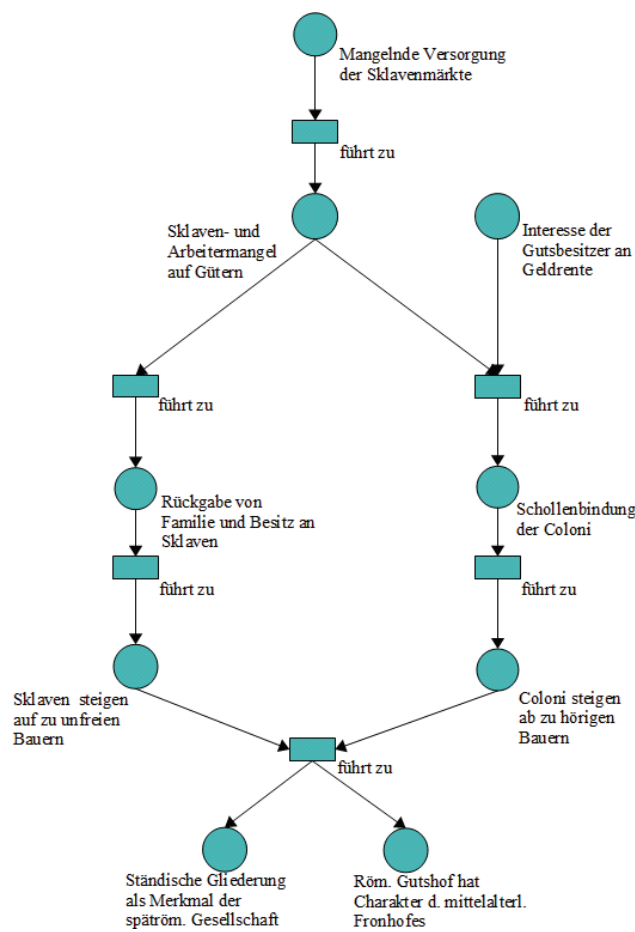 Mangelnde Versorgung
der Sklavenmärkte
führt zu
Sklaven- und
Arbeitermangel
auf Gütern
Interesse der
Gutsbesitzer an
Geldrente
führt zu
führt zu
Rückgabe von
Familie und Besitz an
Sklaven
Schollenbindung
der Coloni
führt zu
führt zu
Sklaven steigen
auf zu unfreien
Bauern
Coloni steigen
ab zu hörigen
Bauern
führt zu
Ständische Gliederung
als Merkmal der
spätröm. Gesellschaft
Röm. Gutshof hat
Charakter d. mittelalterl.
Fronhofes